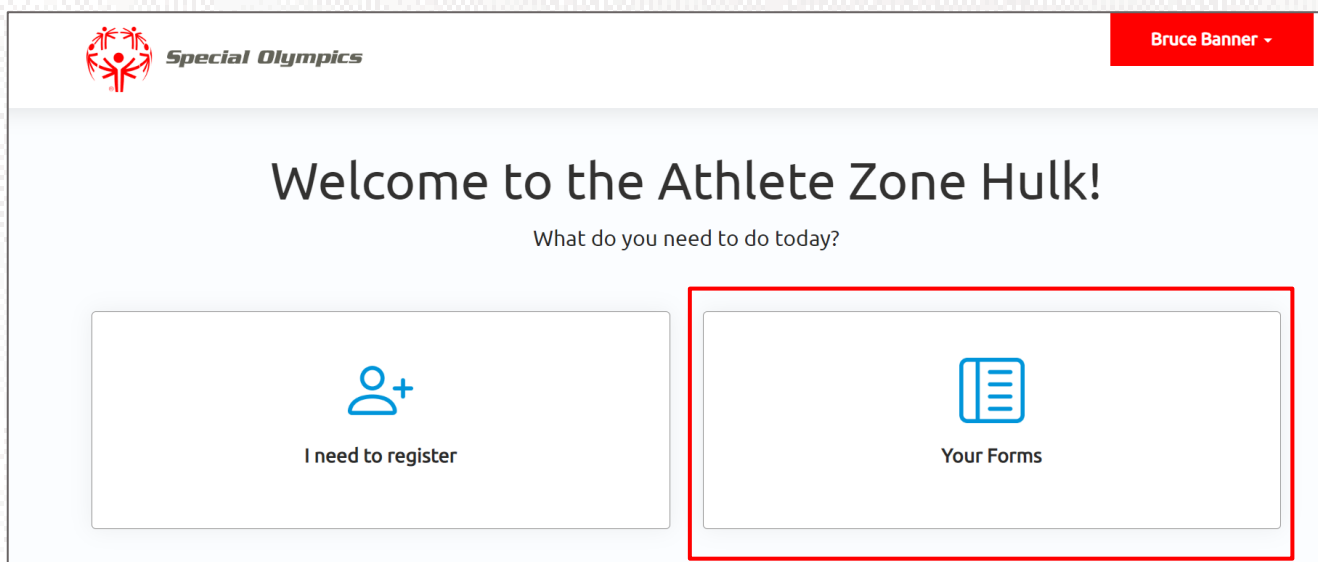 Special Olympics
Bruce Banner
Welcome to the Athlete Zone Hulk!
What do you need to do today?
I need to register
Your Forms